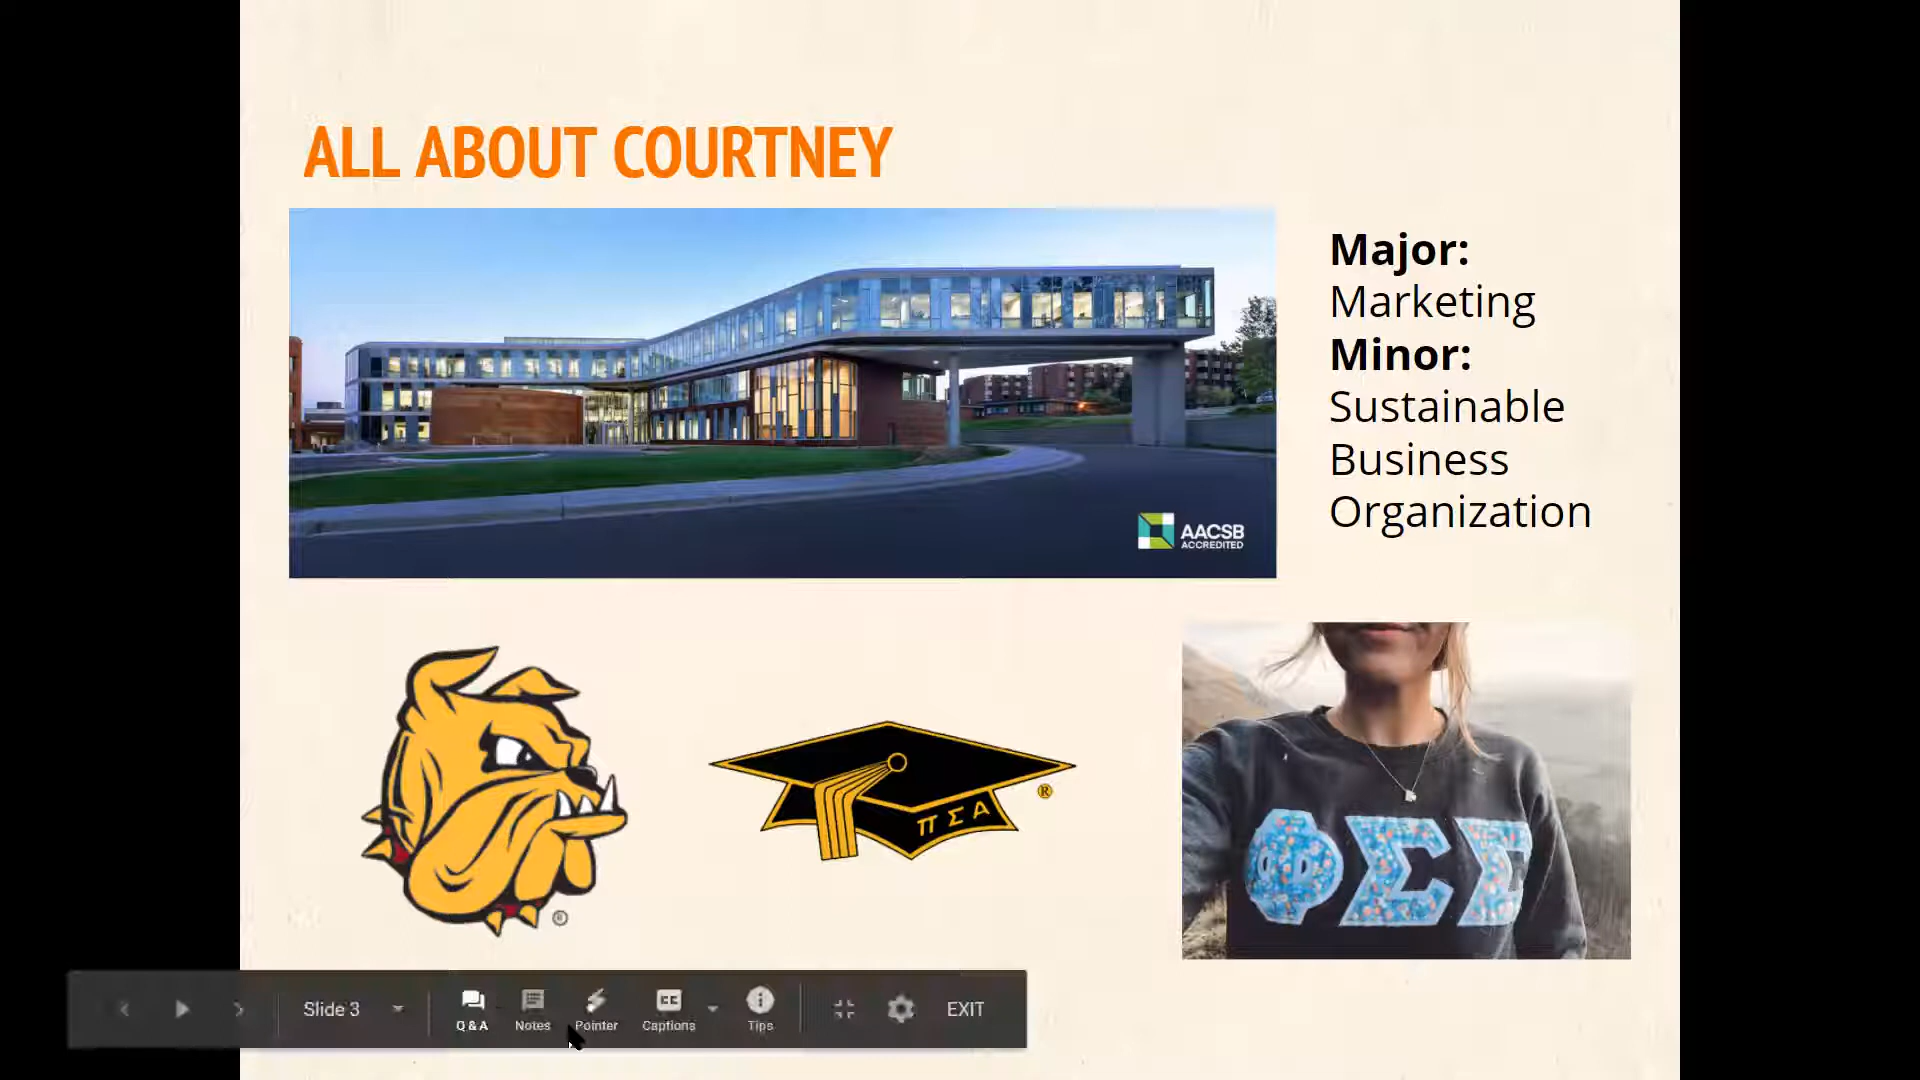 ALL ABOUT COURTNEY
Major:
Marketing
Minor:
Sustainable
Business
Organization
AACSB
ACCREDITED
ΠΣΑ
®
®
ΦΣΣ
Slide 3
Q & A
Notes
Pointer
CC
Captions
Tips
EXIT